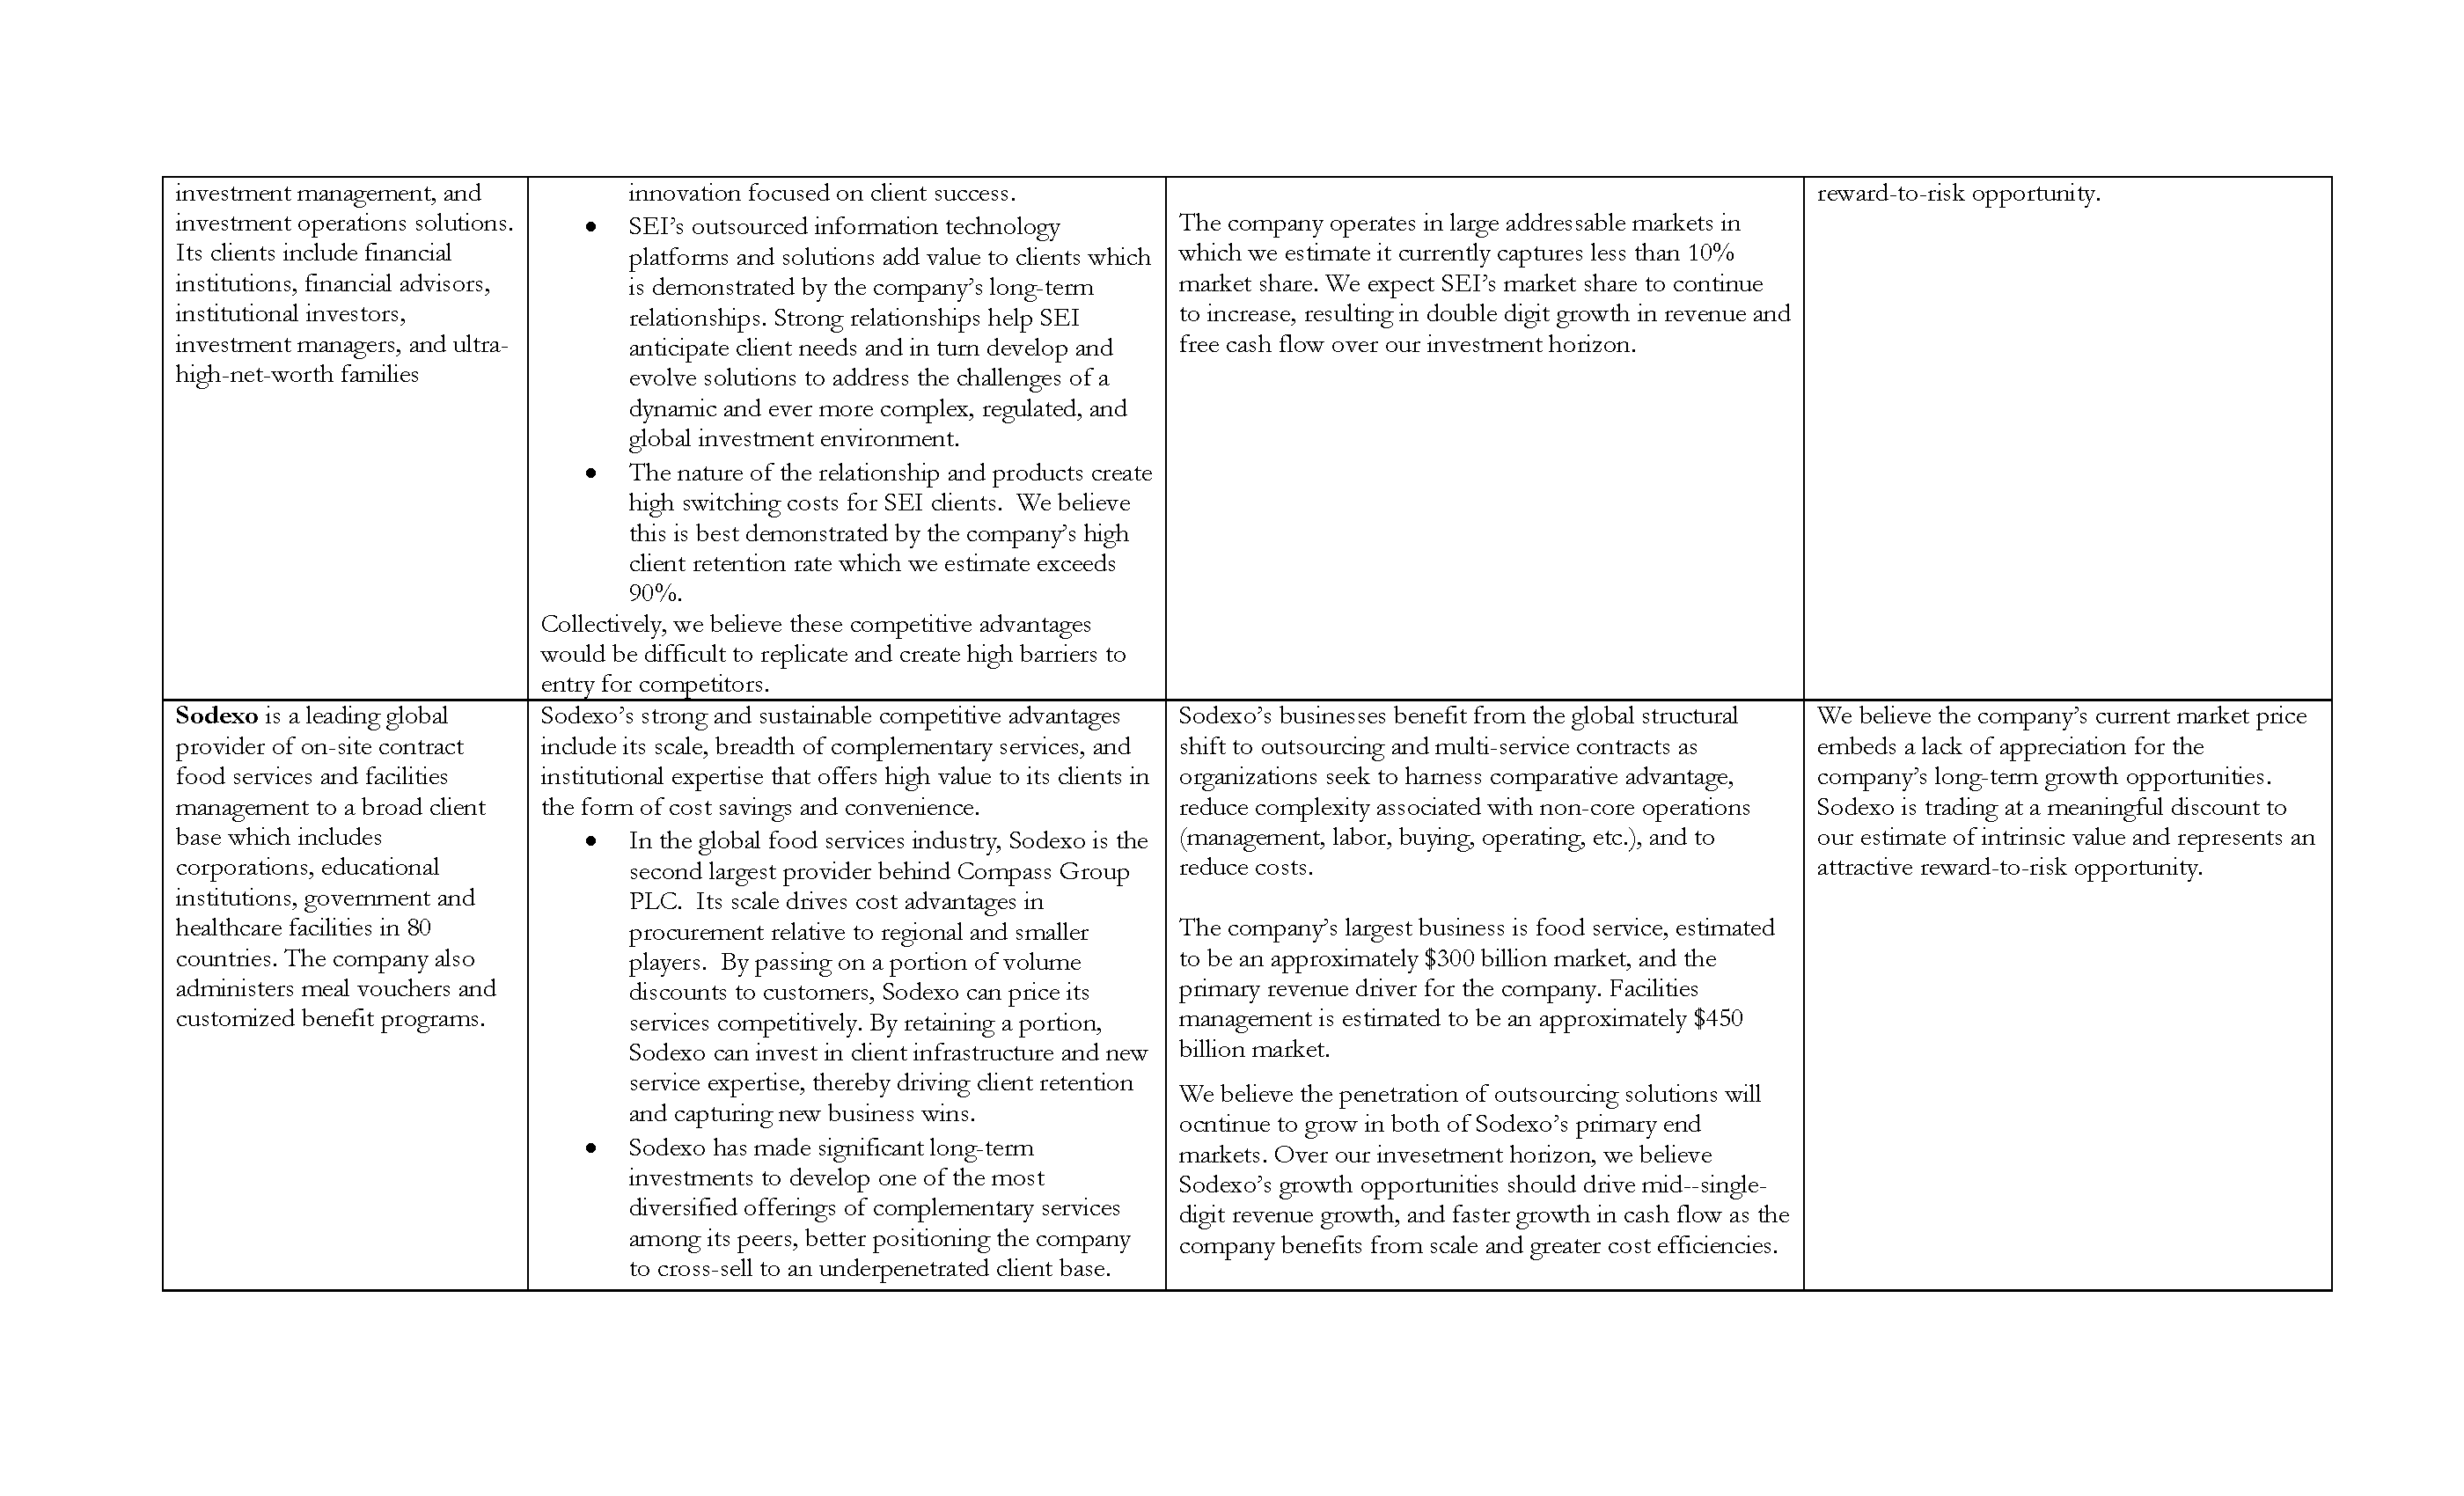 investment management, and
investment operations solutions.
Its clients include financial
institutions, financial advisors,
institutional investors,
investment managers, and ultra-
high-net-worth families
innovation focused on client success.
• SEI’s outsourced information technology
platforms and solutions add value to clients which
is demonstrated by the company’s long-term
relationships. Strong relationships help SEI
anticipate client needs and in turn develop and
evolve solutions to address the challenges of a
dynamic and ever more complex, regulated, and
global investment environment.
• The nature of the relationship and products create
high switching costs for SEI clients.  We believe
this is best demonstrated by the company’s high
client retention rate which we estimate exceeds
90%.
Collectively, we believe these competitive advantages
would be difficult to replicate and create high barriers to
entry for competitors.
The company operates in large addressable markets in
which we estimate it currently captures less than 10%
market share. We expect SEI’s market share to continue
to increase, resulting in double digit growth in revenue and
free cash flow over our investment horizon.
reward-to-risk opportunity.
Sodexo is a leading global
provider of on-site contract
food services and facilities
management to a broad client
base which includes
corporations, educational
institutions, government and
healthcare facilities in 80
countries. The company also
administers meal vouchers and
customized benefit programs.
Sodexo’s strong and sustainable competitive advantages
include its scale, breadth of complementary services, and
institutional expertise that offers high value to its clients in
the form of cost savings and convenience.
• In the global food services industry, Sodexo is the
second largest provider behind Compass Group
PLC.  Its scale drives cost advantages in
procurement relative to regional and smaller
players.  By passing on a portion of volume
discounts to customers, Sodexo can price its
services competitively. By retaining a portion,
Sodexo can invest in client infrastructure and new
service expertise, thereby driving client retention
and capturing new business wins.
• Sodexo has made significant long-term
investments to develop one of the most
diversified offerings of complementary services
among its peers, better positioning the company
to cross-sell to an underpenetrated client base.
Sodexo’s businesses benefit from the global structural
shift to outsourcing and multi-service contracts as
organizations seek to harness comparative advantage,
reduce complexity associated with non-core operations
(management, labor, buying, operating, etc.), and to
reduce costs.
The company’s largest business is food service, estimated
to be an approximately $300 billion market, and the
primary revenue driver for the company. Facilities
management is estimated to be an approximately $450
billion market.
We believe the penetration of outsourcing solutions will
ocntinue to grow in both of Sodexo’s primary end
markets. Over our invesetment horizon, we believe
Sodexo’s growth opportunities should drive mid--single-
digit revenue growth, and faster growth in cash flow as the
company benefits from scale and greater cost efficiencies.
We believe the company’s current market price
embeds a lack of appreciation for the
company’s long-term growth opportunities.
Sodexo is trading at a meaningful discount to
our estimate of intrinsic value and represents an
attractive reward-to-risk opportunity.